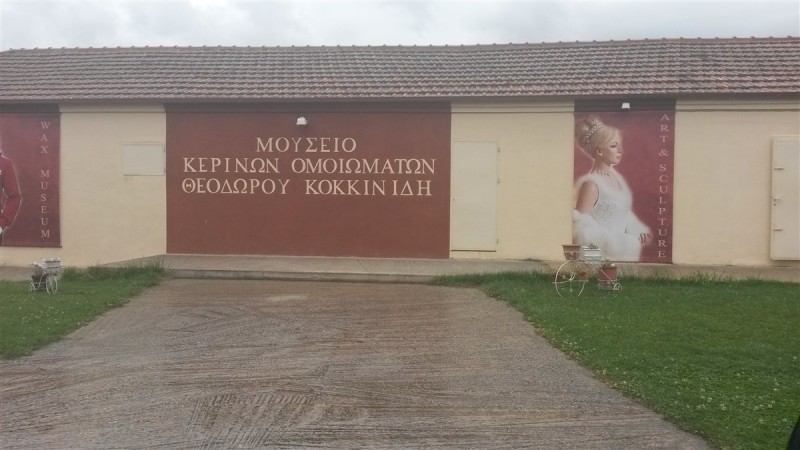 WAX MUSEUM
ΜΟΥΣΕΙΟ
ΚΕΡΙΝΩΝ ΟΜΟΙΩΜΑΤΩΝ
ΘΕΟΔΩΡΟΥ ΚΟΚΚΙΝΙΔΗ
ART & SCULPTURE